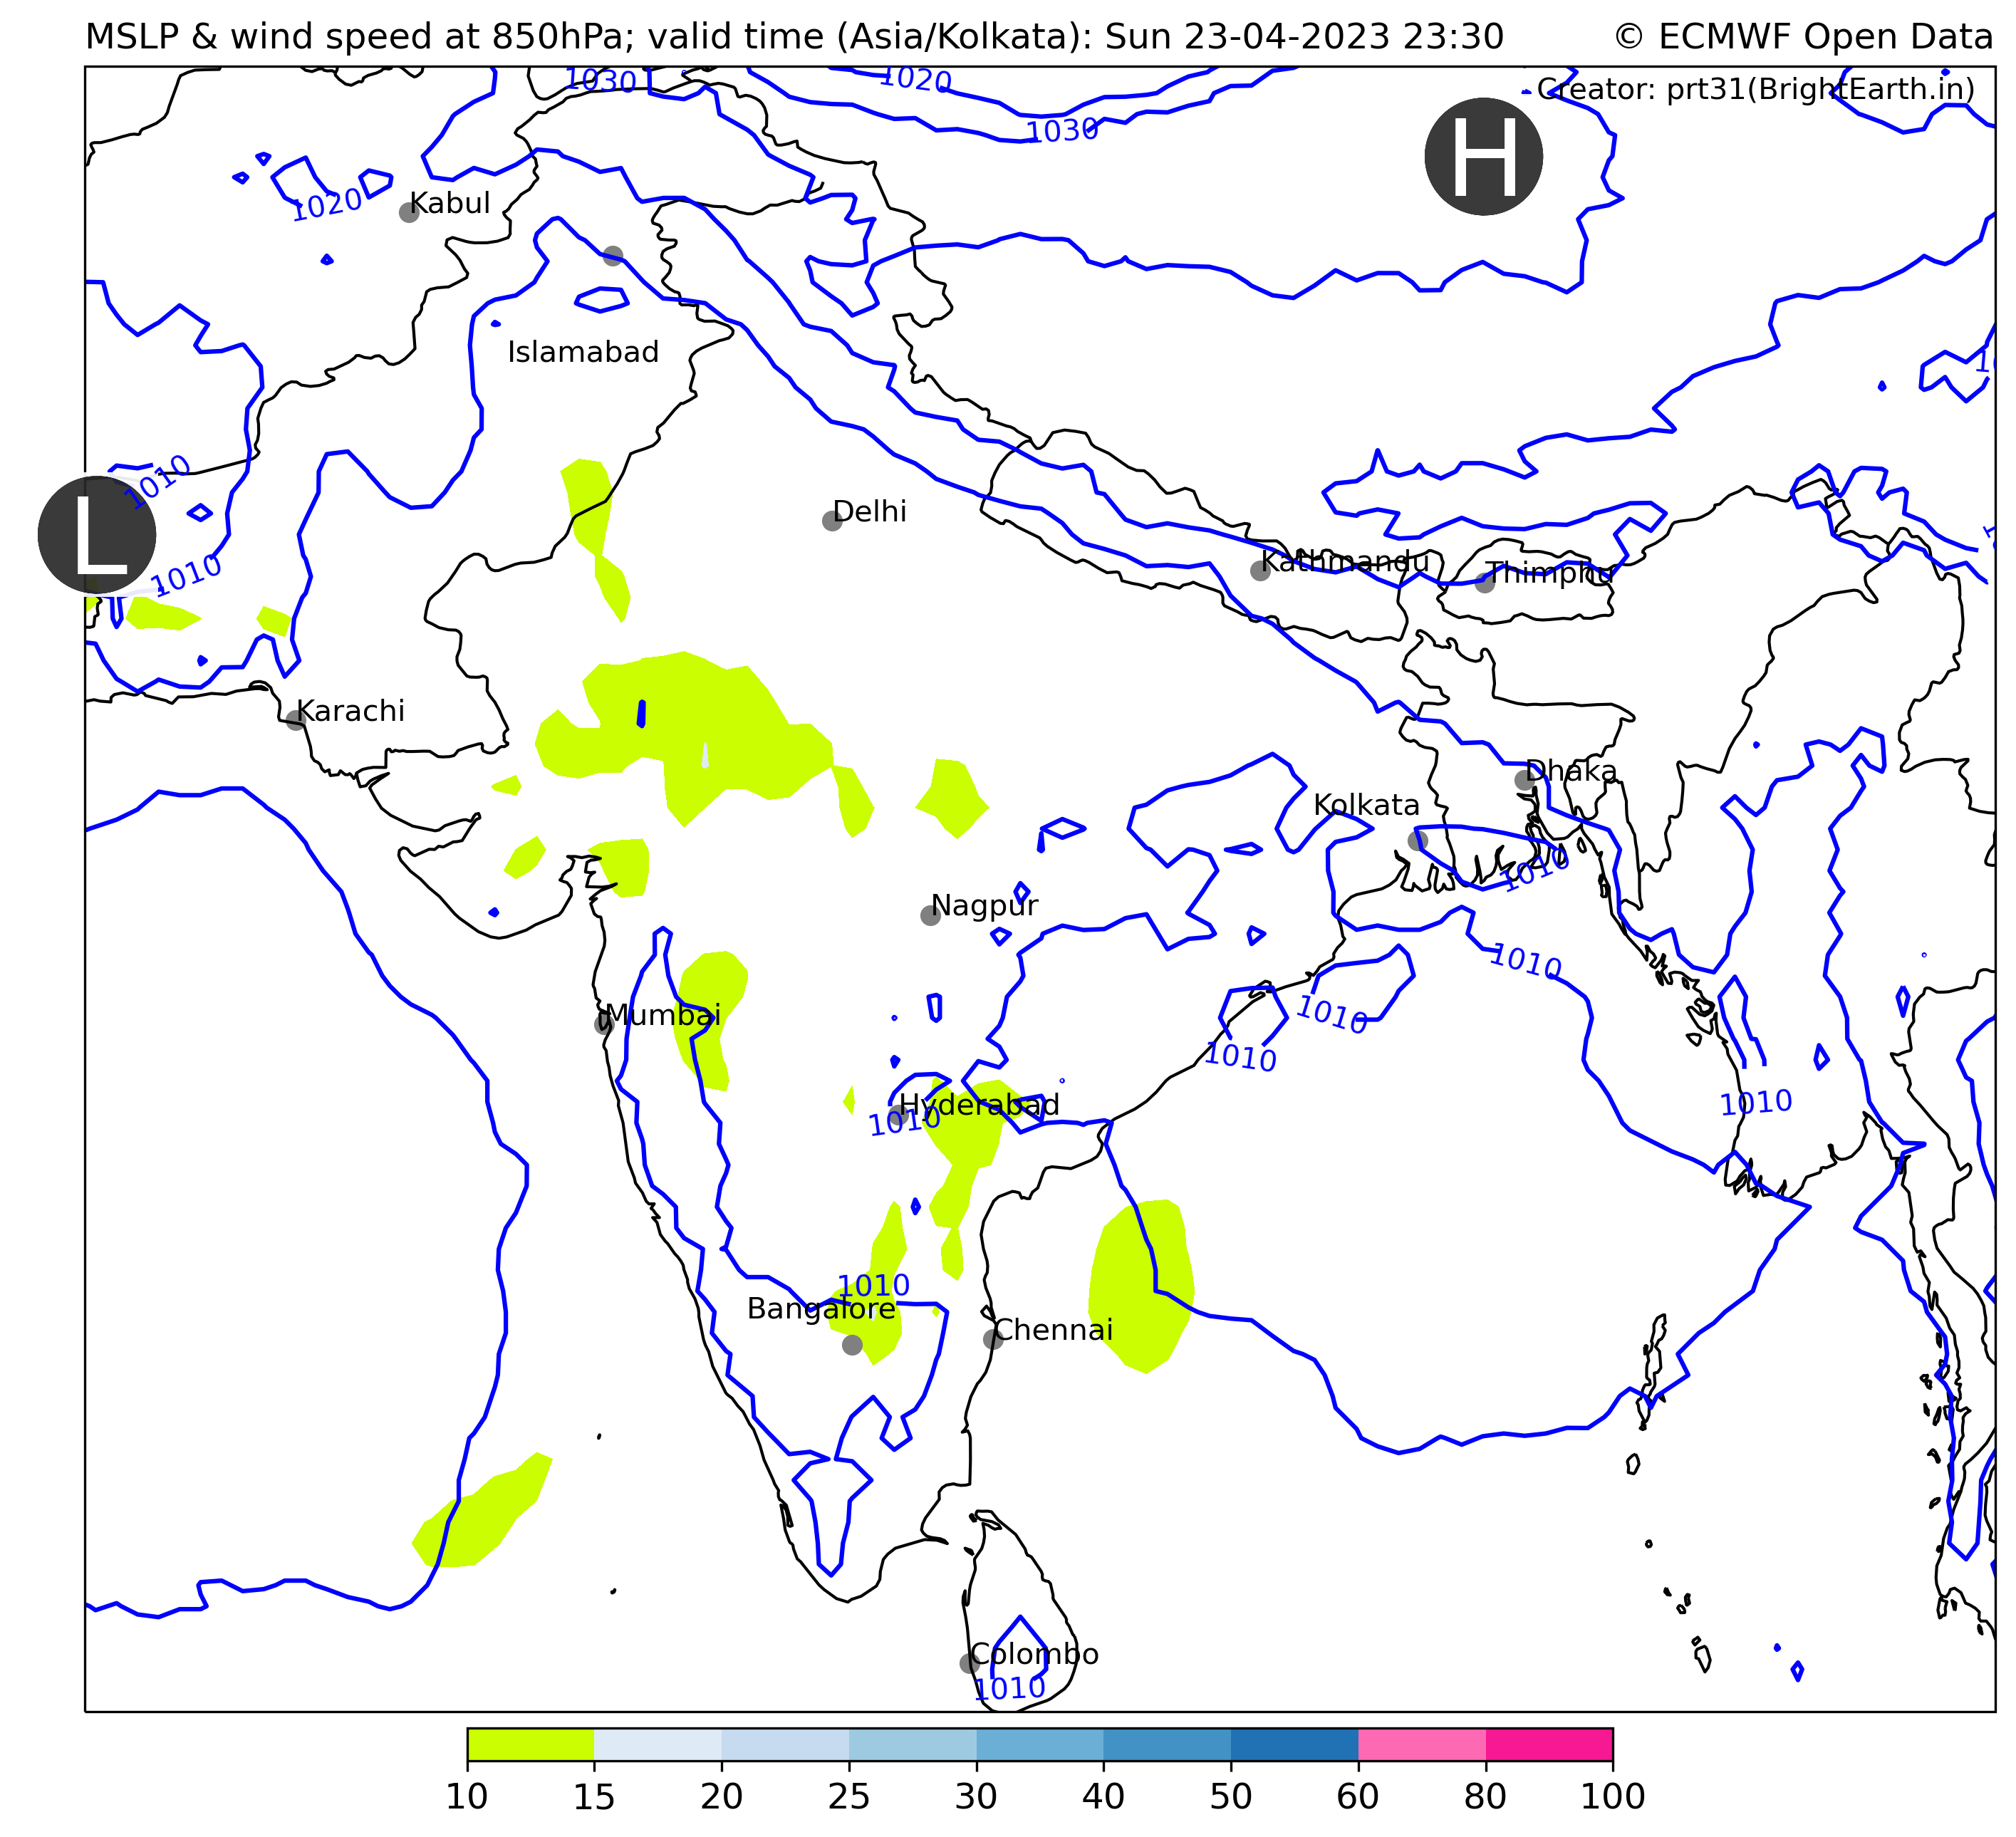 MSLP & wind speed at 850hPa; valid time (Asia/Kolkata): Sun 23-04-2023 23:30
© ECMWF Open Data
1030
1020
Creator: prt31(BrightEarth.in)
1030
H
1020
Kabul
Islamabad
1010
L
Delhi
1010
Kathmandu
Thimphu
Karachi
Dhaka
Kolkata
1010
Nagpur
1010
Mumbai
1010
1010
Hyderabad
1010
1010
1010
Bangalore
Chennai
Colombo
1010
10 15 20 25 30 40 50 60 80 100